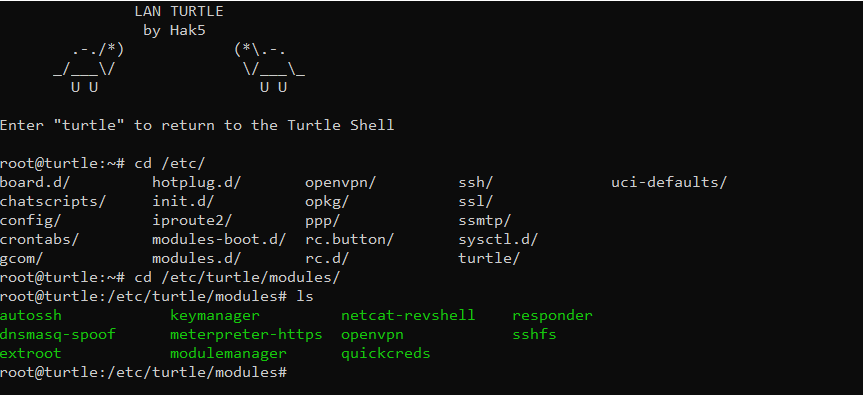 LAN TURTLE
by Hak5
.-./*)              (*\.-.
_/___\/              \/___\_
U U                  U U
Enter "turtle" to return to the Turtle Shell
root@turtle:~# cd /etc/
board.d/         hotplug.d/       openvpn/         ssh/             uci-defaults/
chatscripts/     init.d/          opkg/            ssl/
config/          iproute2/        ppp/             ssmtp/
crontabs/        modules-boot.d/  rc.button/       sysctl.d/
gcom/            modules.d/       rc.d/            turtle/
root@turtle:~# cd /etc/turtle/modules/
root@turtle:/etc/turtle/modules# ls
autossh            keymanager         netcat-revshell    responder
dnsmasq-spoof      meterpreter-https  openvpn            sshfs
extroot            modulemanager      quickcreds
root@turtle:/etc/turtle/modules#